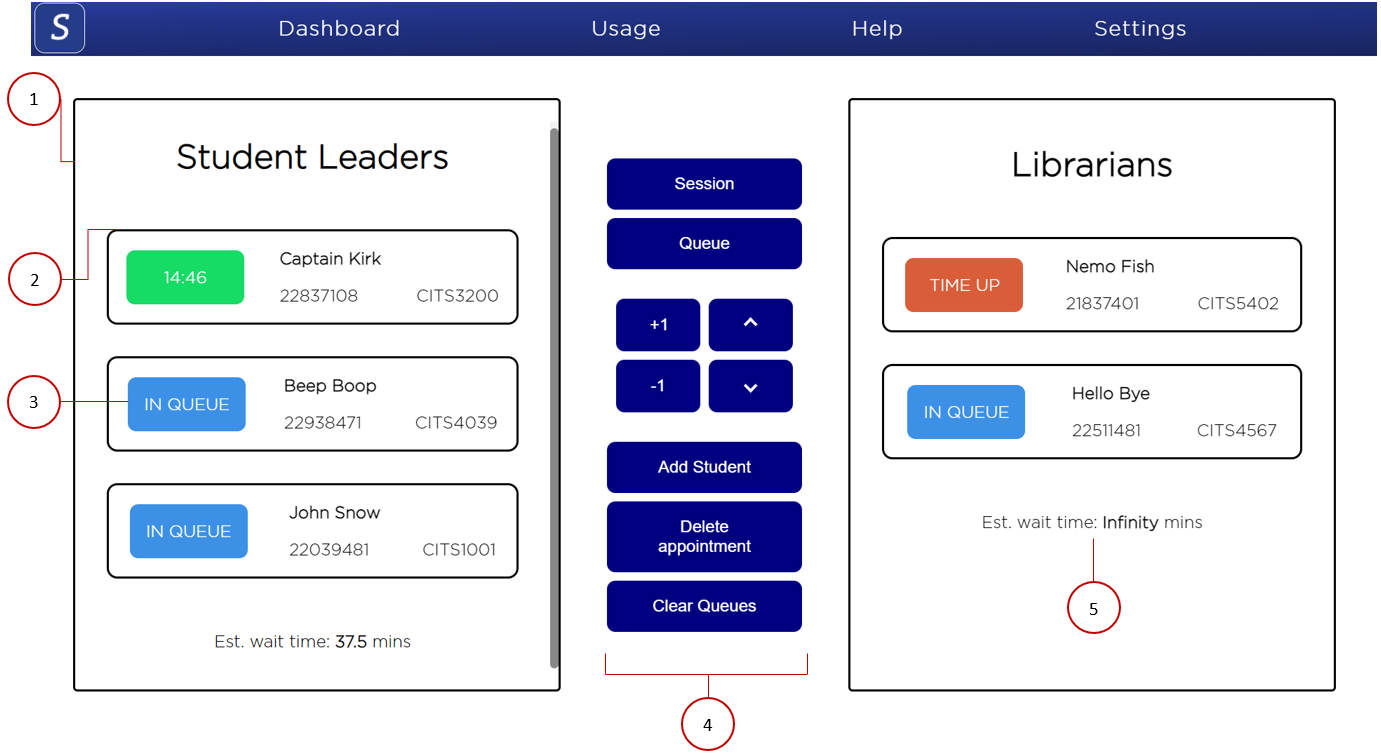 S
Dashboard
Usage
Help
Settings
1
Student Leaders
2
14:46
Captain Kirk
22837108
CITS3200
3
IN QUEUE
Beep Boop
22938471
CITS4039
IN QUEUE
John Snow
22039481
CITS1001
Est. wait time: 37.5 mins
Session
Queue
+1
-1
Add Student
Delete
appointment
Clear Queues
4
Librarians
TIME UP
Nemo Fish
21837401
CITS5402
IN QUEUE
Hello Bye
22511481
CITS4567
Est. wait time: Infinity mins
5